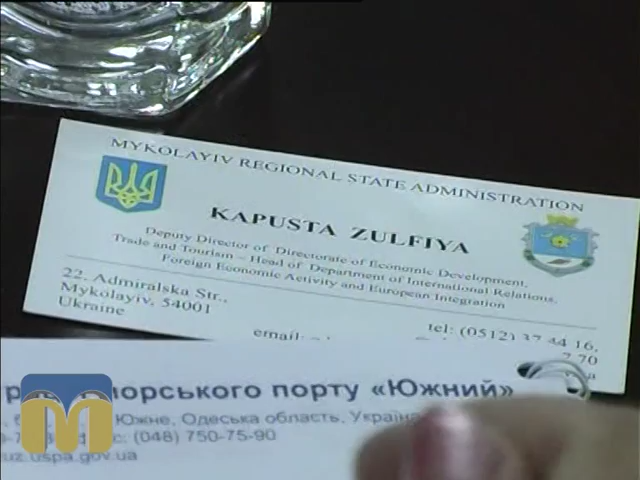 MYKOLAYIV REGIONAL STATE ADMINISTRATION
KAPUSTA ZULFIYA
Deputy Director of Directorate of Economic Development,
Trade and Tourism – Head of Department of International Relations,
Foreign Economic Activity and European Integration
22. Admiralska Str.,
Mykolayiv, 54001
Ukraine
tel: (0512) 37 44 16,
email:
7 70
порту «Южний»
Южне, Одеська область, Україна
(048) 750-75-90
uz.uspa.gov.ua